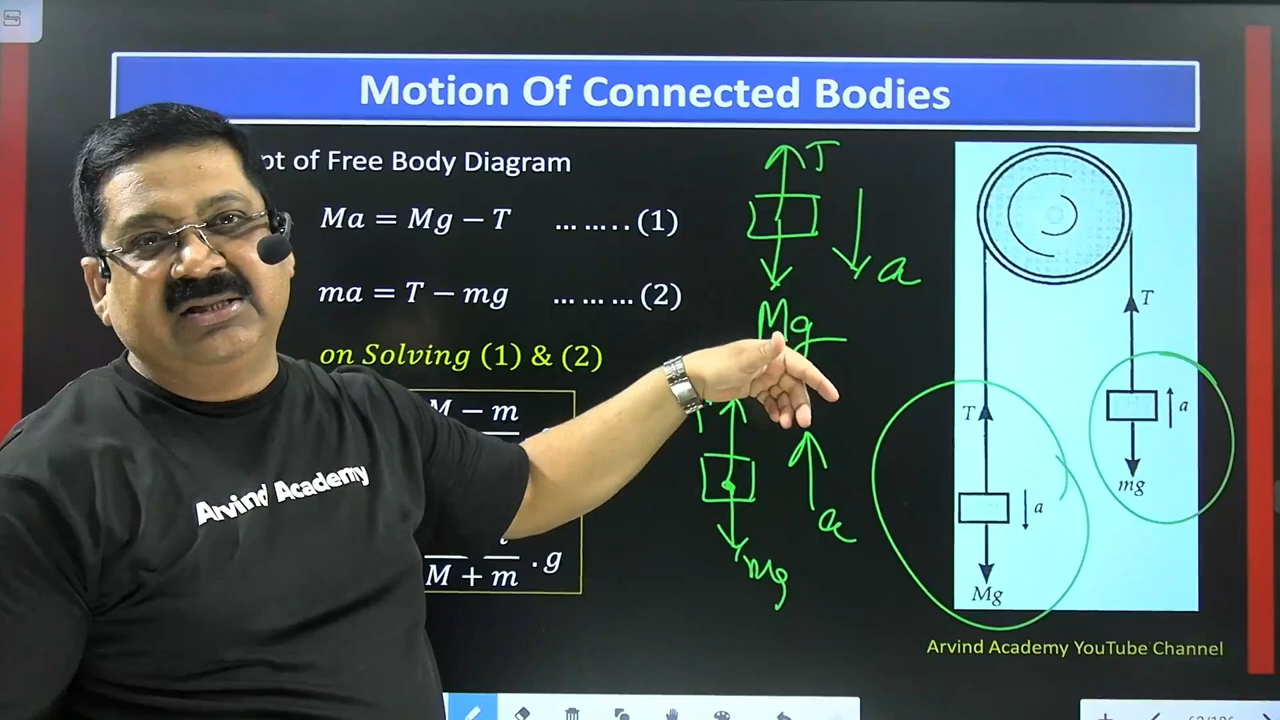 Motion Of Connected Bodies
pt of Free Body Diagram
Ma = Mg − T ........(1)
ma = T − mg .........(2)
on Solving (1) & (2)
M − m
M + m . g
T
a
Mg
a
mg
T
a
mg
T
a
Mg
Arvind Academy
Arvind Academy YouTube Channel